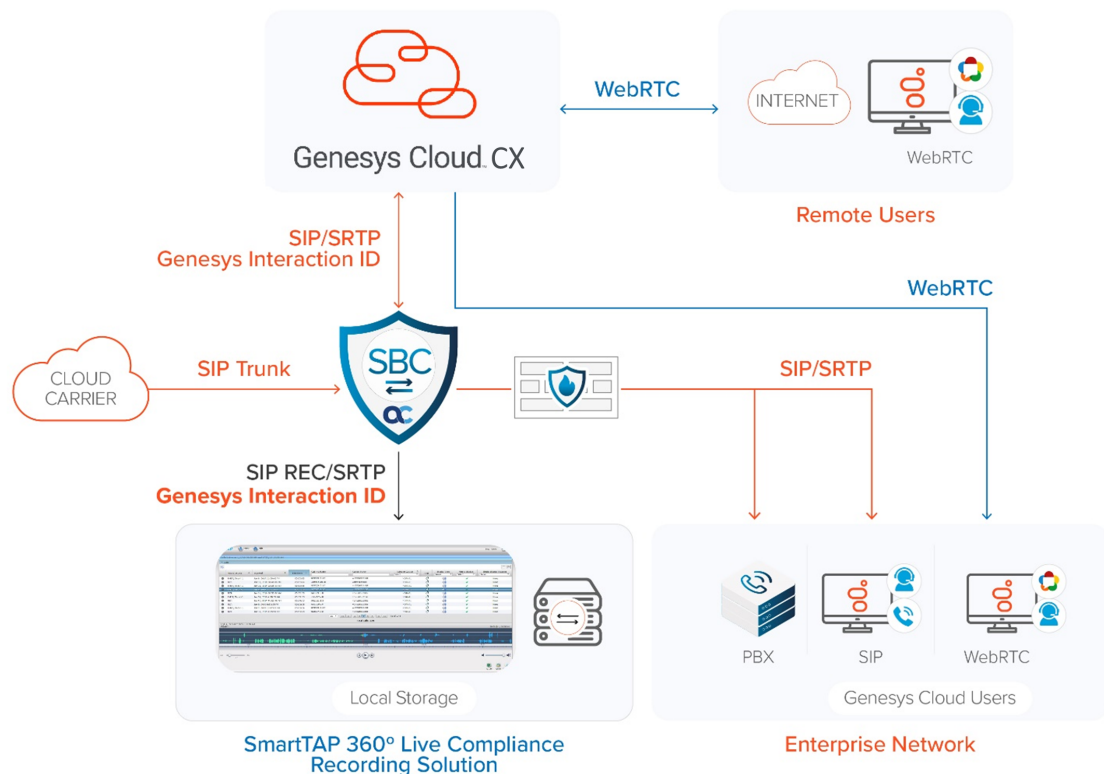 Genesys Cloud™ CX
WebRTC
INTERNET
WebRTC
Remote Users
SIP/SRTP
Genesys Interaction ID
WebRTC
CLOUD
CARRIER
SIP Trunk
SBC
SIP/SRTP
SIP REC/SRTP
Genesys Interaction ID
PBX
SIP
WebRTC
Local Storage
Genesys Cloud Users
SmartTAP 360º Live Compliance
Recording Solution
Enterprise Network